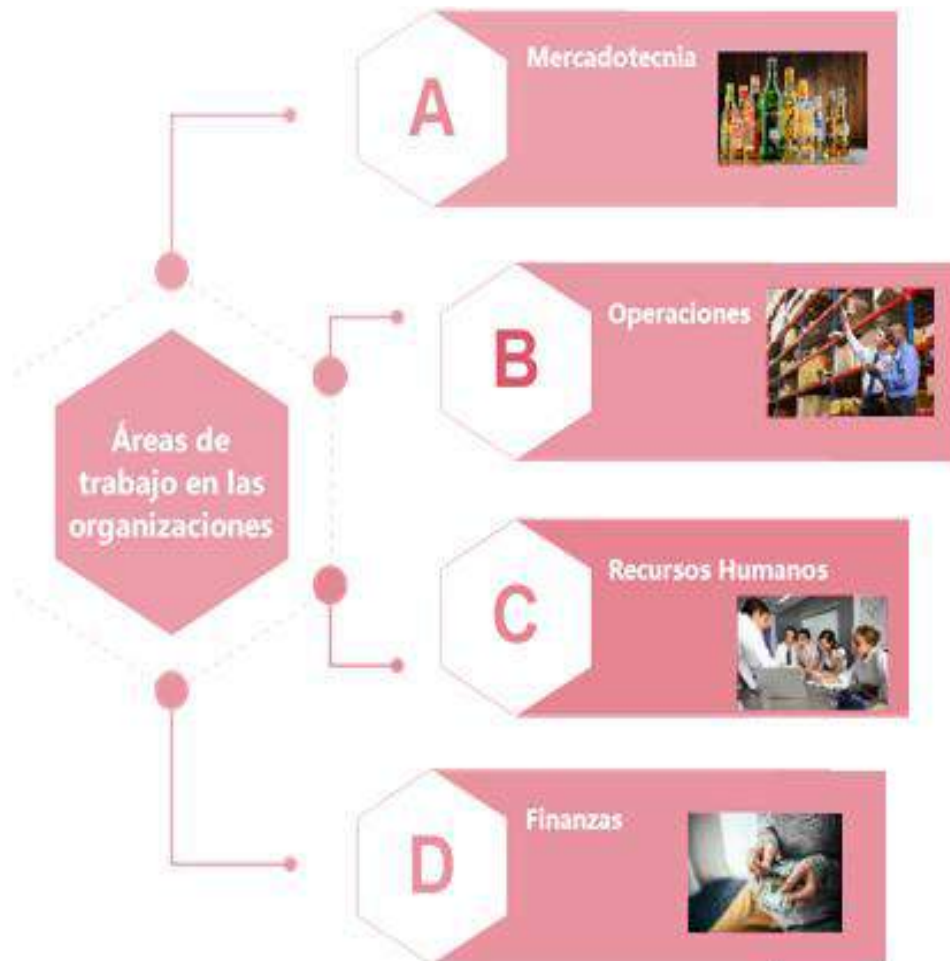 A
Mercadotecnia
B
Operaciones
Áreas de
trabajo en las
organizaciones
C
Recursos Humanos
D
Finanzas